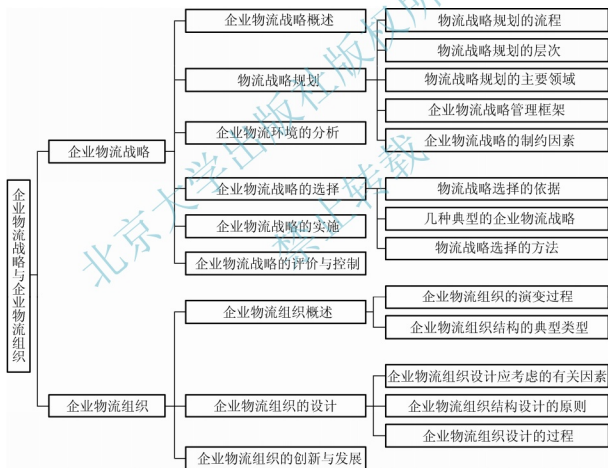 企业物流战略与企业物流组织
企业物流战略
企业物流战略概述
物流战略规划
物流战略规划的流程
物流战略规划的层次
物流战略规划的主要领域
企业物流战略管理框架
企业物流战略的制约因素
企业物流环境的分析
企业物流战略的选择
物流战略选择的依据
几种典型的企业物流战略
物流战略选择的方法
企业物流战略的实施
企业物流战略的评价与控制
企业物流组织
企业物流组织概述
企业物流组织的演变过程
企业物流组织结构的典型类型
企业物流组织的设计
企业物流组织设计应考虑的有关因素
企业物流组织结构设计的原则
企业物流组织设计的过程
企业物流组织的创新与发展
北京大学出版社版权所
禁止转载